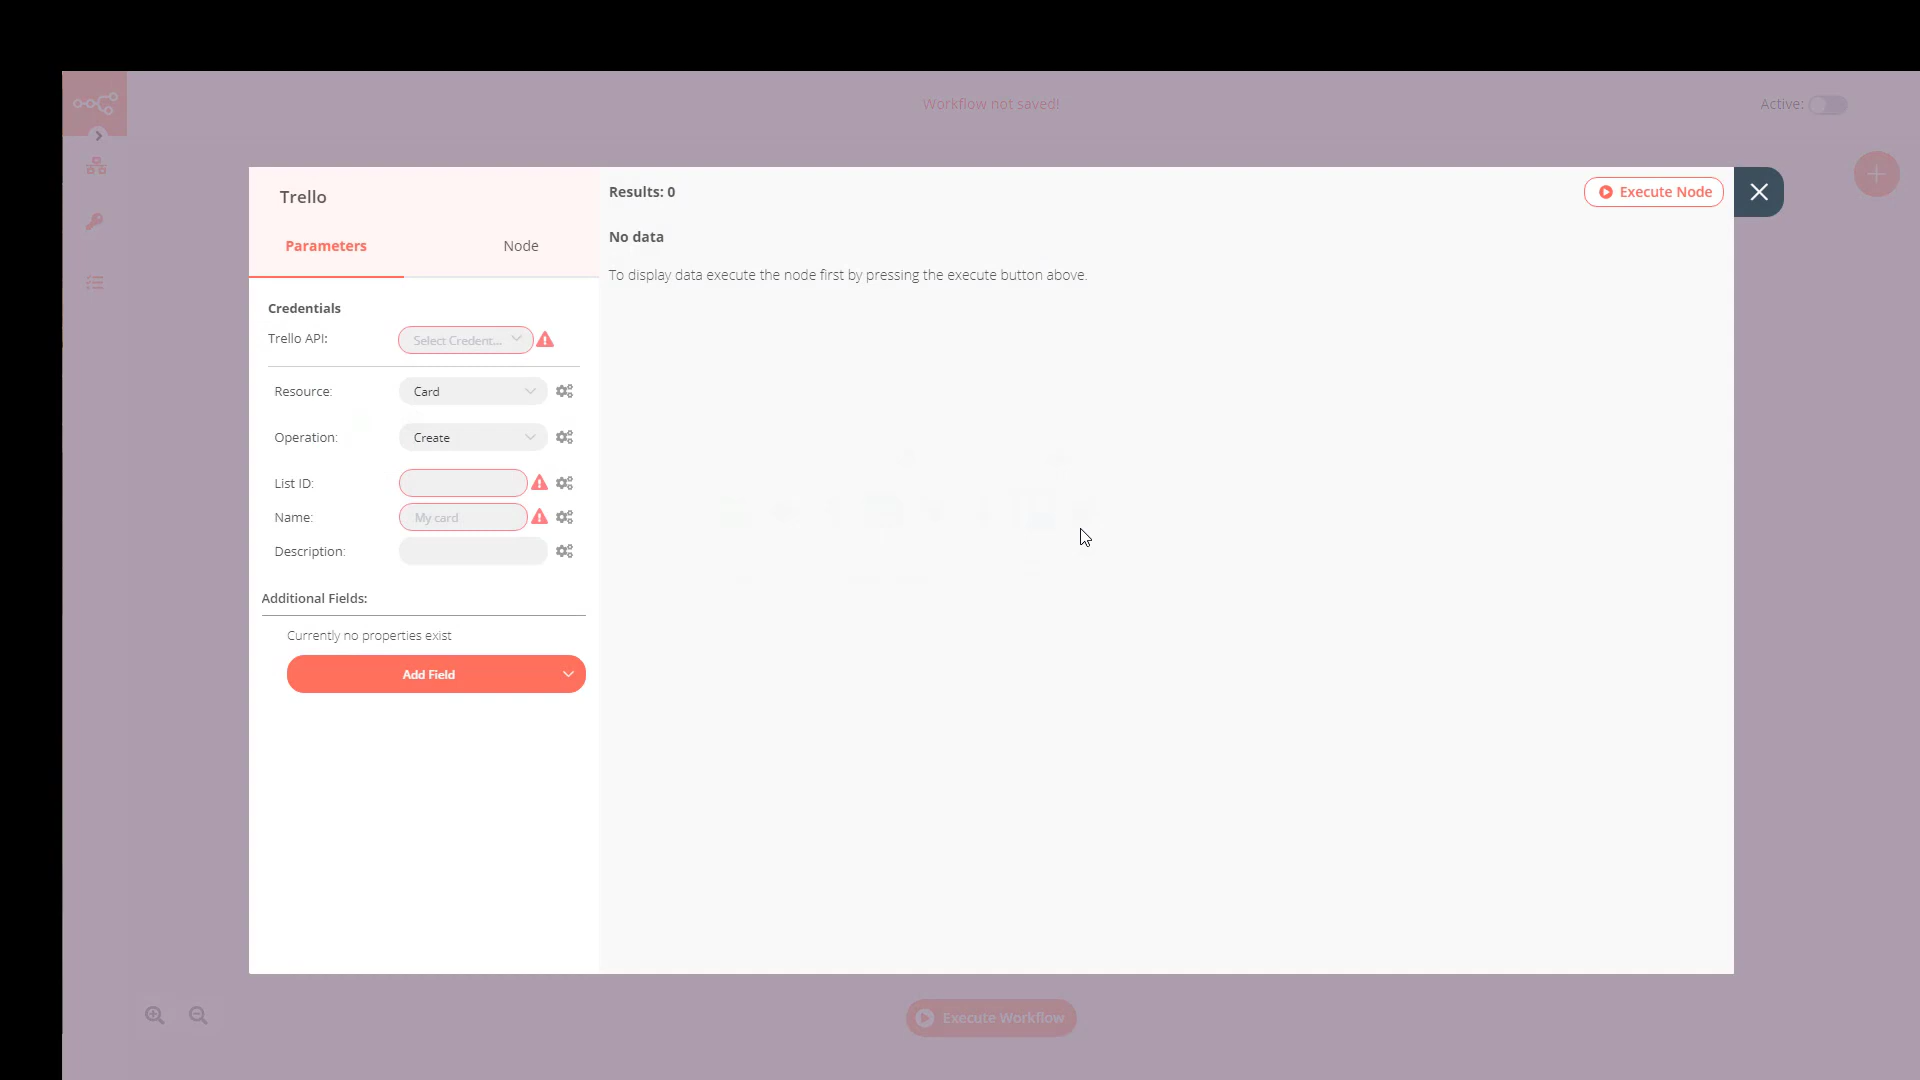 Workflow not saved!
Active:
Trello
Results: 0
Execute Node
Parameters
Node
No data
To display data execute the node first by pressing the execute button above.
Credentials
Trello API:
Select Credent...
Resource:
Card
Operation:
Create
List ID:
Name:
My card
Description:
Additional Fields:
Currently no properties exist
Add Field
Execute Workflow